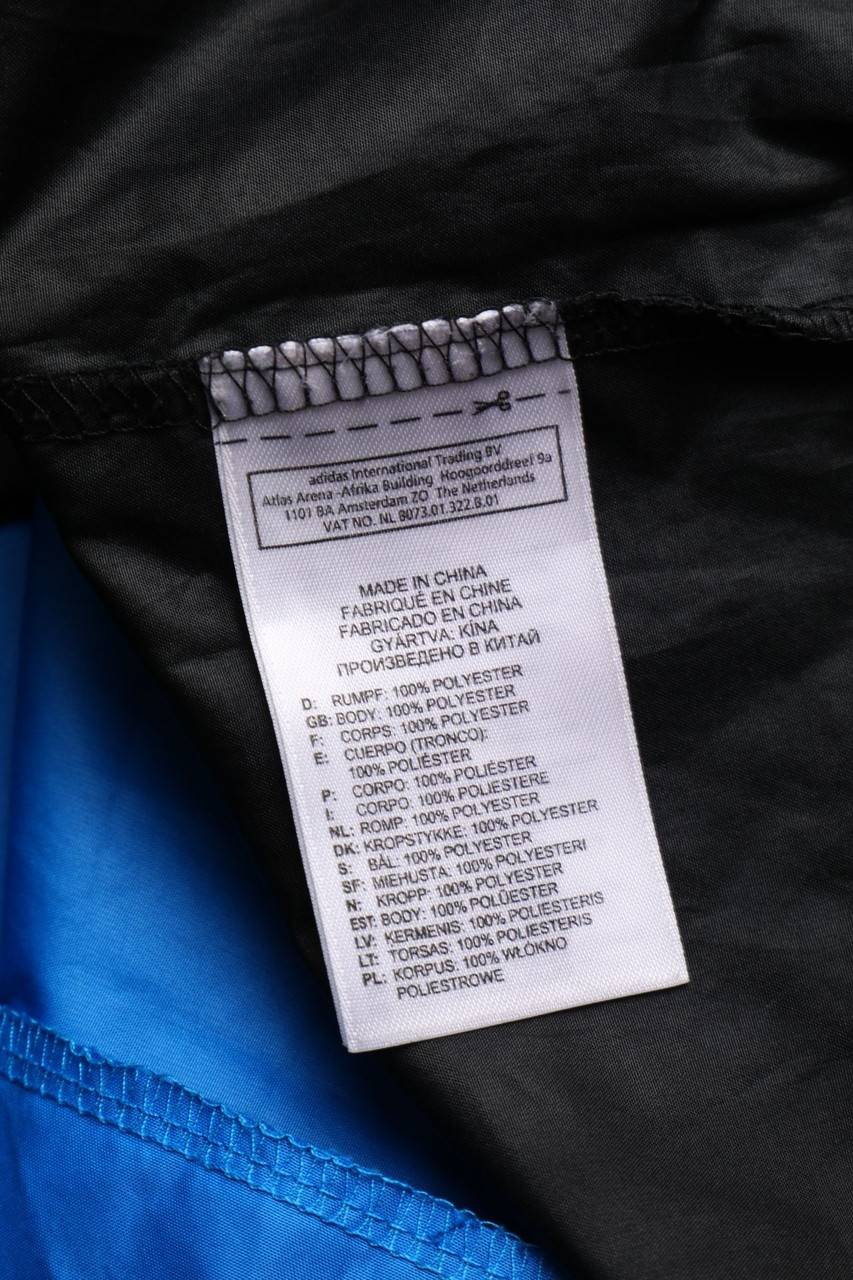 adidas International Trading BV
Atlas Arena -Afrika Building Hoogoorddreef 9a
1101 BA Amsterdam ZO The Netherlands
VAT NO. NL 8073.01.322.B.01
MADE IN CHINA
FABRIQUÉ EN CHINE
FABRICADO EN CHINA
GYÁRTVA: KÍNA
ПРОИЗВЕДЕНО В КИТАЙ
D: RUMPF: 100% POLYESTER
GB: BODY: 100% POLYESTER
F: CORPS: 100% POLYESTER
E: CUERPO (TRONCO):
100% POLIÉSTER
P: CORPO: 100% POLIÉSTER
I: CORPO: 100% POLIESTERE
NL: ROMP: 100% POLYESTER
DK: KROPSTYKKE: 100% POLYESTER
S: BÅL: 100% POLYESTER
SF: MIEHUSTA: 100% POLYESTERI
N: KROPP: 100% POLYESTER
EST: BODY: 100% POLÜESTER
LV: ĶERMENIS: 100% POLIESTERIS
LT: TORSAS: 100% POLIESTERIS
PL: KORPUS: 100% WŁÓKNO
POLIESTROWE